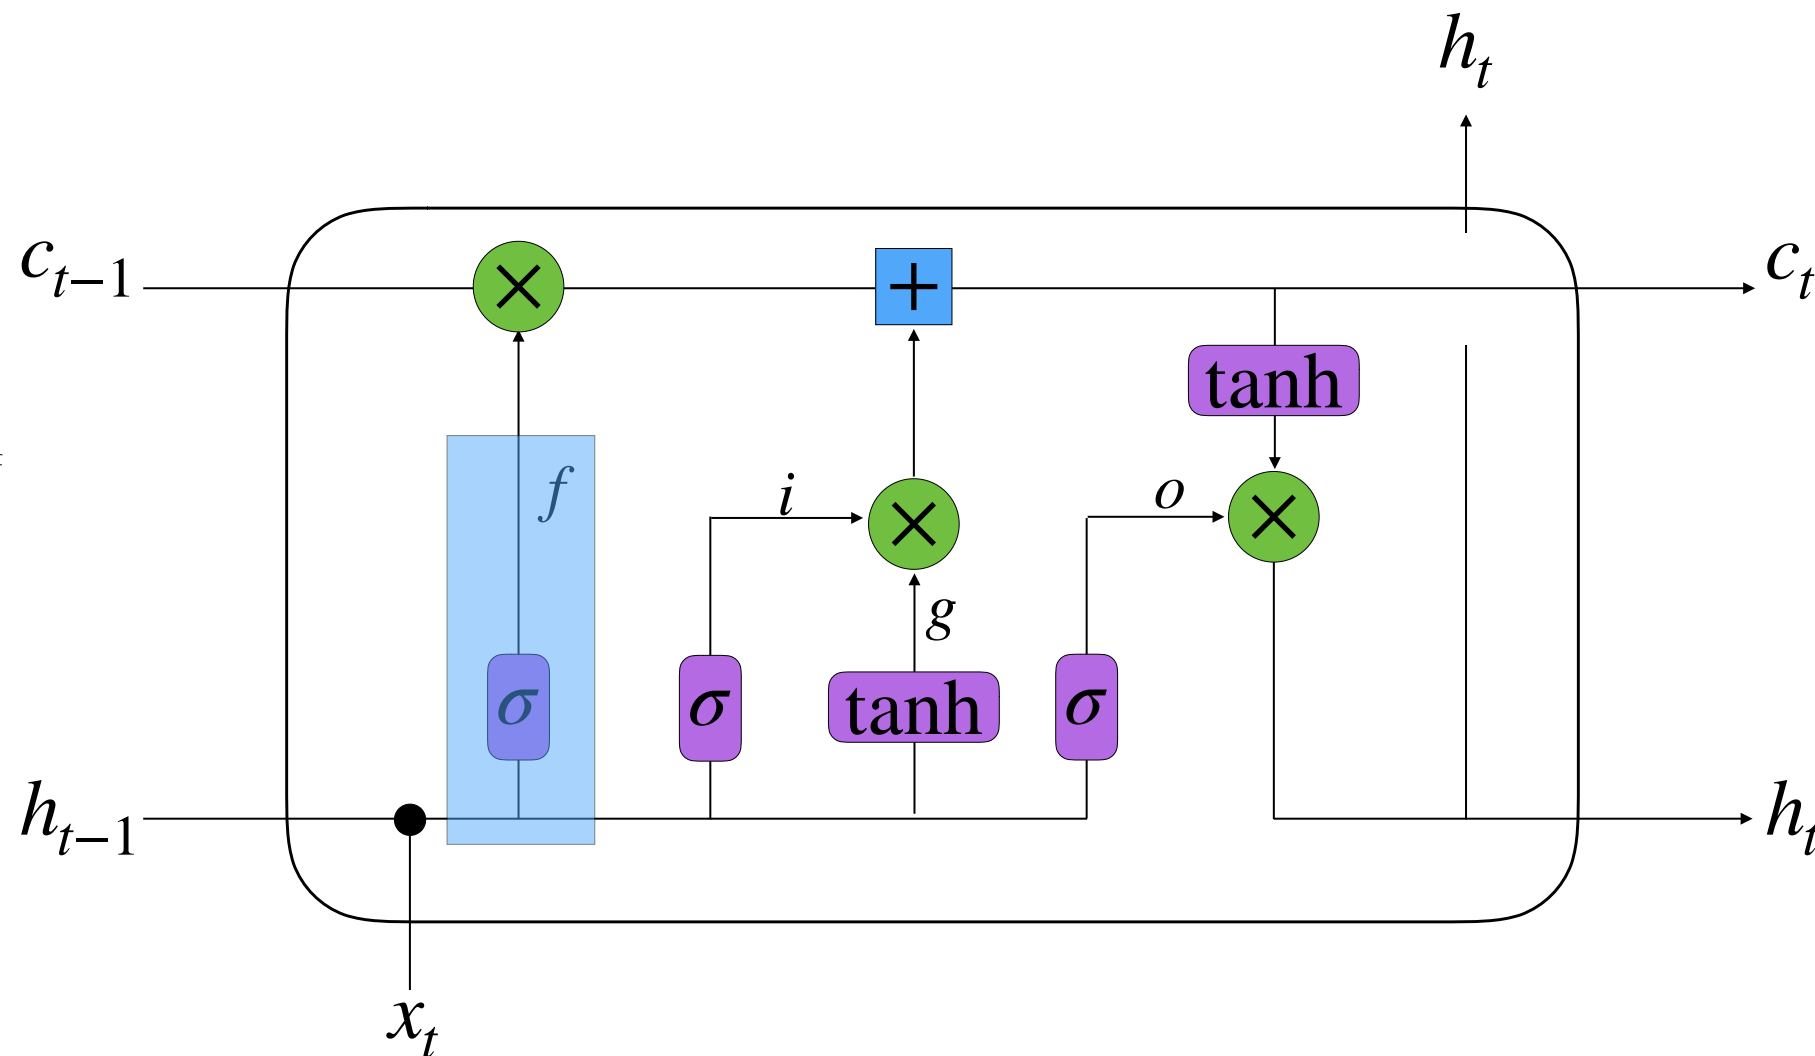 h_t
c_{t-1}
×
+
c_t
tanh
f
i
×
o
×
g
σ
σ
tanh
σ
h_{t-1}
h_t
x_t